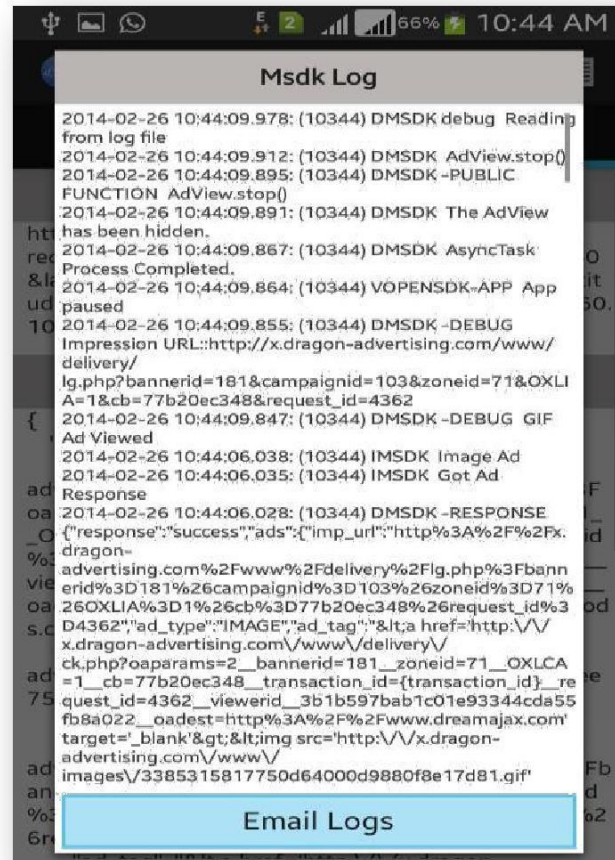 E
2
66%
10:44 AM
Msdk Log
2014-02-26 10:44:09.978: (10344) DMSDK debug  Reading
from log file
2014-02-26 10:44:09.912: (10344) DMSDK  AdView.stop()
2014-02-26 10:44:09.895: (10344) DMSDK -PUBLIC
FUNCTION  AdView.stop()
2014-02-26 10:44:09.891: (10344) DMSDK  The AdView
has been hidden.
2014-02-26 10:44:09.867: (10344) DMSDK  AsyncTask
Process Completed.
2014-02-26 10:44:09.864: (10344) VOPENSDK-APP  App
paused
2014-02-26 10:44:09.855: (10344) DMSDK -DEBUG
Impression URL::http://x.dragon-advertising.com/www/
delivery/
lg.php?bannerid=181&campaignid=103&zoneid=71&OXLI
A=1&cb=77b20ec348&request_id=4362
2014-02-26 10:44:09.847: (10344) DMSDK -DEBUG  GIF
Ad Viewed
2014-02-26 10:44:06.038: (10344) IMSDK  Image Ad
2014-02-26 10:44:06.035: (10344) IMSDK  Got Ad
Response
2014-02-26 10:44:06.028: (10344) DMSDK -RESPONSE
{"response":"success","ads":{"imp_url":"http%3A%2F%2Fx.
dragon-
advertising.com%2Fwww%2Fdelivery%2Flg.php%3Fbann
erid%3D181%26campaignid%3D103%26zoneid%3D71%
26OXLIA%3D1%26cb%3D77b20ec348%26request_id%3
D4362","ad_type":"IMAGE","ad_tag":"&lt;a href='http:\/\/
x.dragon-advertising.com\/www\/delivery\/
ck.php?oaparams=2__bannerid=181__zoneid=71__OXLCA
=1__cb=77b20ec348__transaction_id={transaction_id}__re
quest_id=4362__viewerid__3b1b597bab1c01e93344cda55
fb8a022__oadest=http%3A%2F%2Fwww.dreamajax.com'
target='_blank'&gt;&lt;img src='http:\/\/x.dragon-
advertising.com\/www\/
images\/3385315817750d64000d9880f8e17d81.gif'
Email Logs